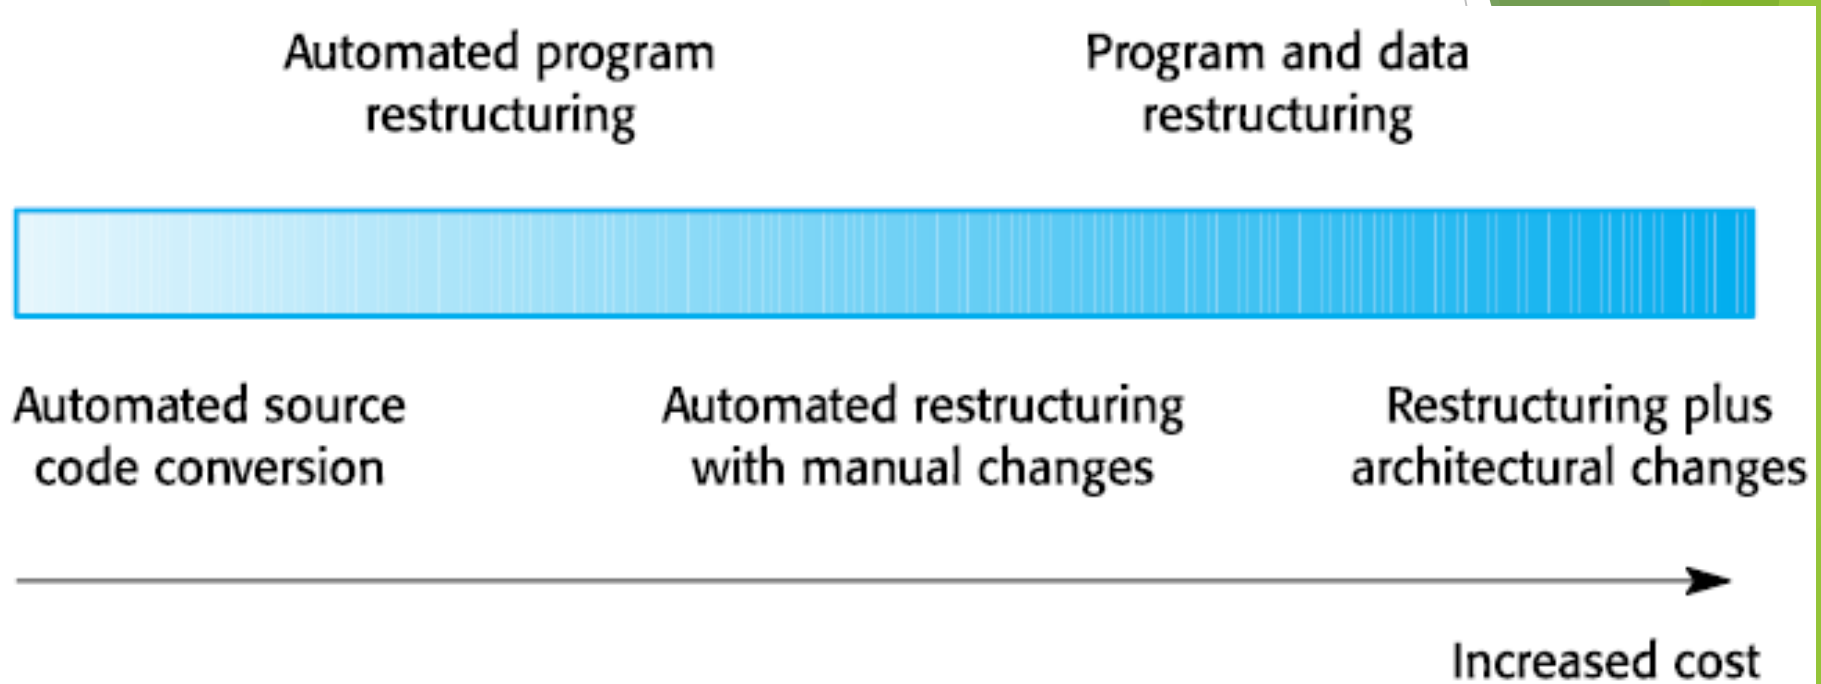 Automated program
restructuring
Program and data
restructuring
Automated source
code conversion
Automated restructuring
with manual changes
Restructuring plus
architectural changes
Increased cost